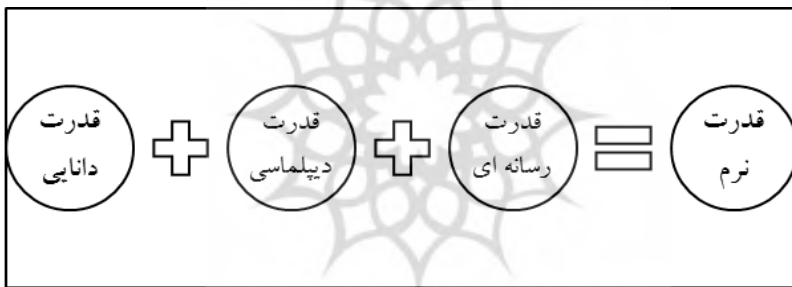 قدرت
نرم
قدرت
رسانه ای
قدرت
دیپلماسی
قدرت
دانایی